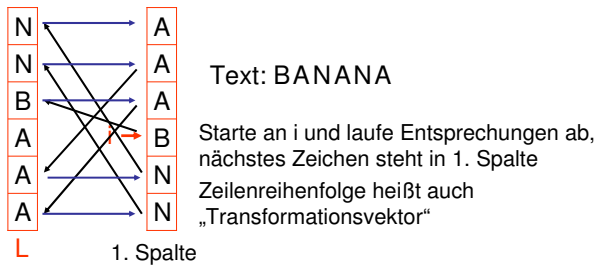 N A
N A
B A
A i B
A N
A N
L 1. Spalte
Text: BANANA
Starte an i und laufe Entsprechungen ab,
nächstes Zeichen steht in 1. Spalte
Zeilenreihenfolge heißt auch
„Transformationsvektor“